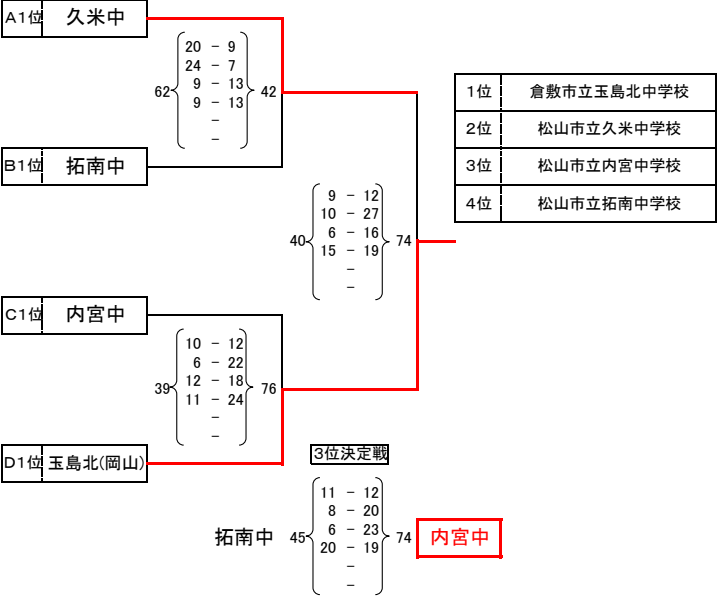 A1位 久米中
20 - 9
24 - 7
62 9 - 13 42
9 - 13
-
-
B1位 拓南中
1位 倉敷市立玉島北中学校
2位 松山市立久米中学校
3位 松山市立内宮中学校
4位 松山市立拓南中学校
9 - 12
10 - 27
40 6 - 16 74
15 - 19
-
-
C1位 内宮中
10 - 12
6 - 22
39 12 - 18 76
11 - 24
-
-
D1位 玉島北(岡山)
3位決定戦
11 - 12
8 - 20
拓南中 45 6 - 23 74 内宮中
20 - 19
-
-